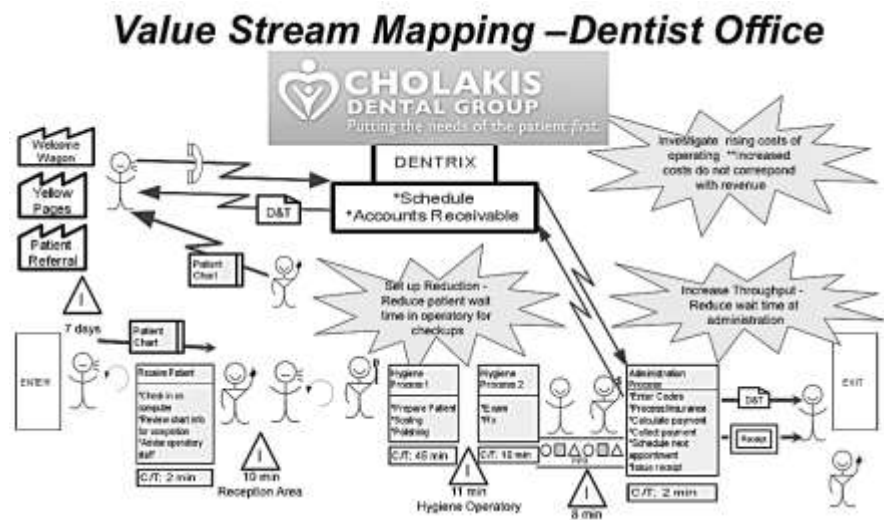 Value Stream Mapping –Dentist Office
CHOLAKIS
DENTAL GROUP
Putting the needs of the patient first.
DENTRIX
*Schedule
*Accounts Receivable
Welcome
Wagon
Yellow
Pages
Patient
Referral
D&T
Patient
Chart
Investigate rising costs of
operating **Increased
costs do not correspond
with revenue
Set up Reduction -
Reduce patient wait
time in operatory for
checkups
Increase Throughput -
Reduce wait time at
administration
I
7 days
Patient
Chart
ENTER
Receive Patient
*Check in on
computer
*Review chart info
for completion
*Advise operatory
staff
C/T: 2 min
I
10 min
Reception Area
Hygiene
Process 1
*Prepare Patient
*Scaling
*Polishing
C/T: 45 min
Hygiene
Process 2
*Exam
*Rx
C/T: 10 min
I
11 min
Hygiene Operatory
FIFO
I
8 min
Administration
Process
*Enter Codes
*Process Insurance
*Calculate payment
*Collect payment
*Schedule next
appointment
*Issue receipt
C/T: 2 min
D&T
Receipt
EXIT